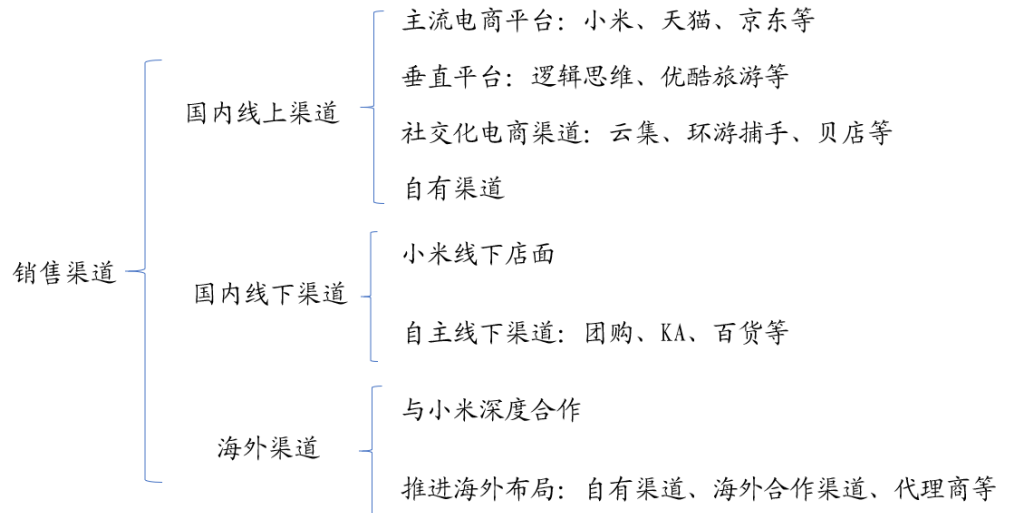 销售渠道
国内线上渠道
主流电商平台：小米、天猫、京东等
垂直平台：逻辑思维、优酷旅游等
社交化电商渠道：云集、环游捕手、贝店等
自有渠道
国内线下渠道
小米线下店面
自主线下渠道：团购、KA、百货等
海外渠道
与小米深度合作
推进海外布局：自有渠道、海外合作渠道、代理商等